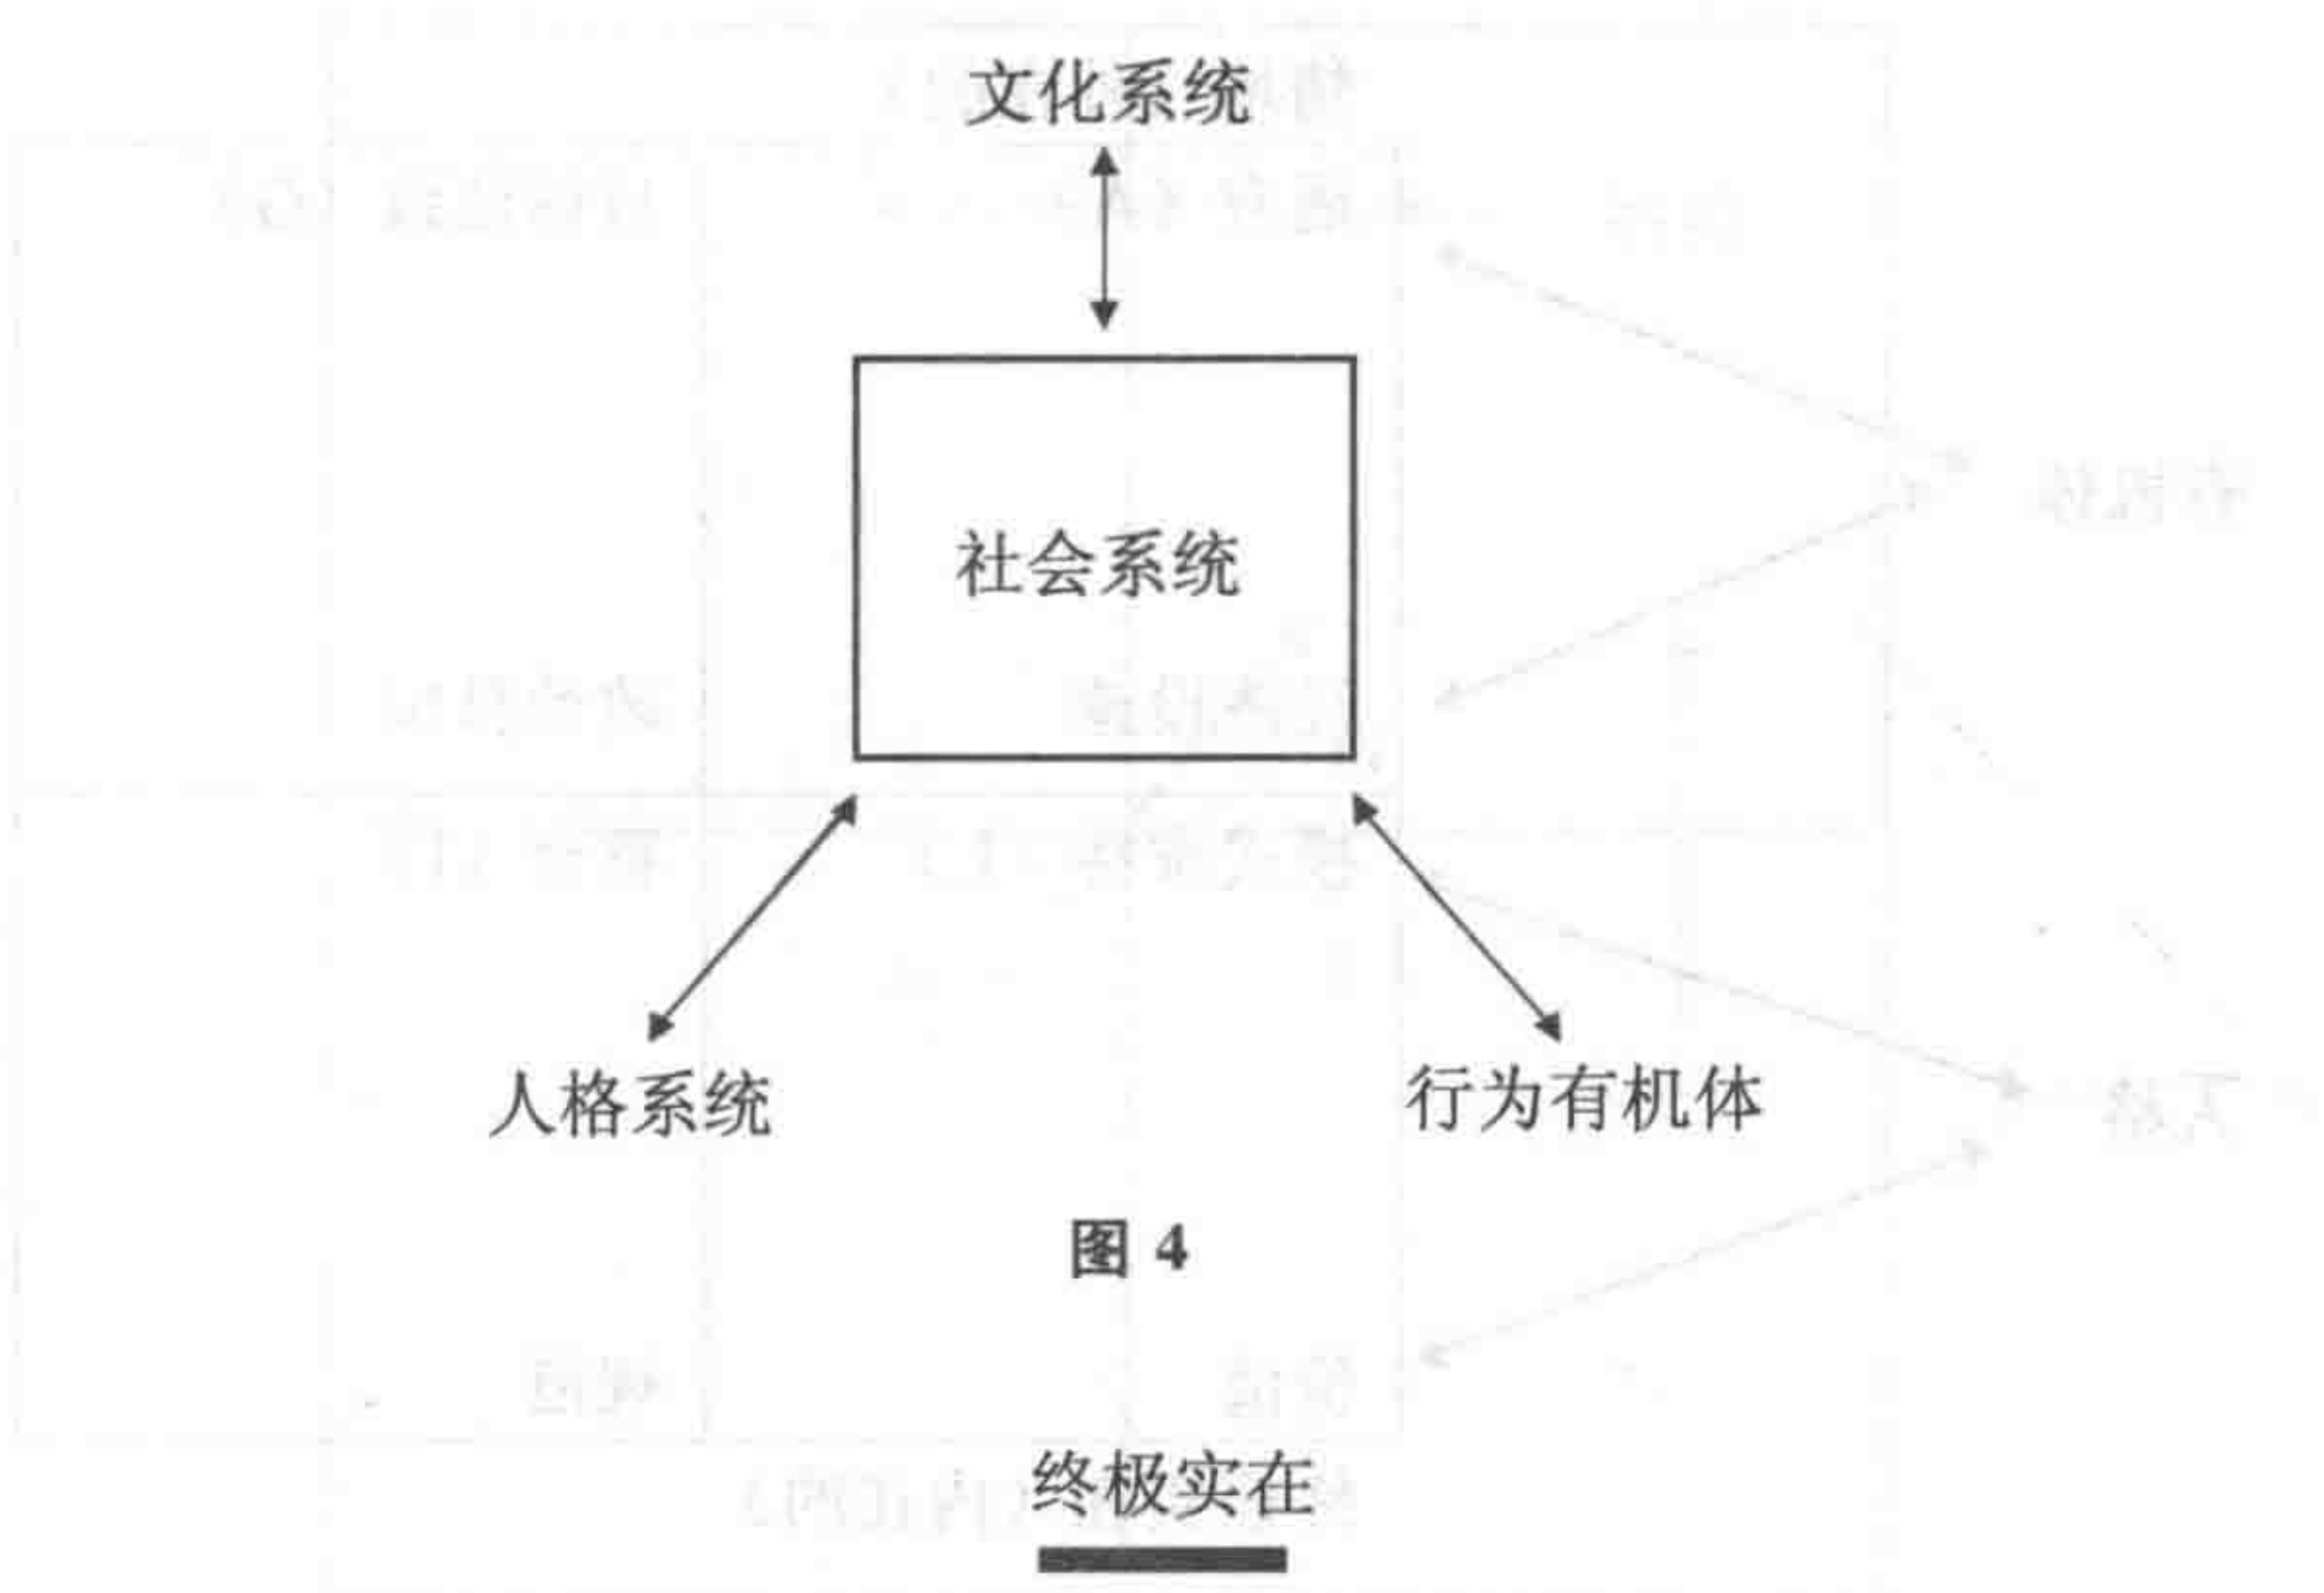 文化系统
社会系统
人格系统 行为有机体
图 4
终极实在